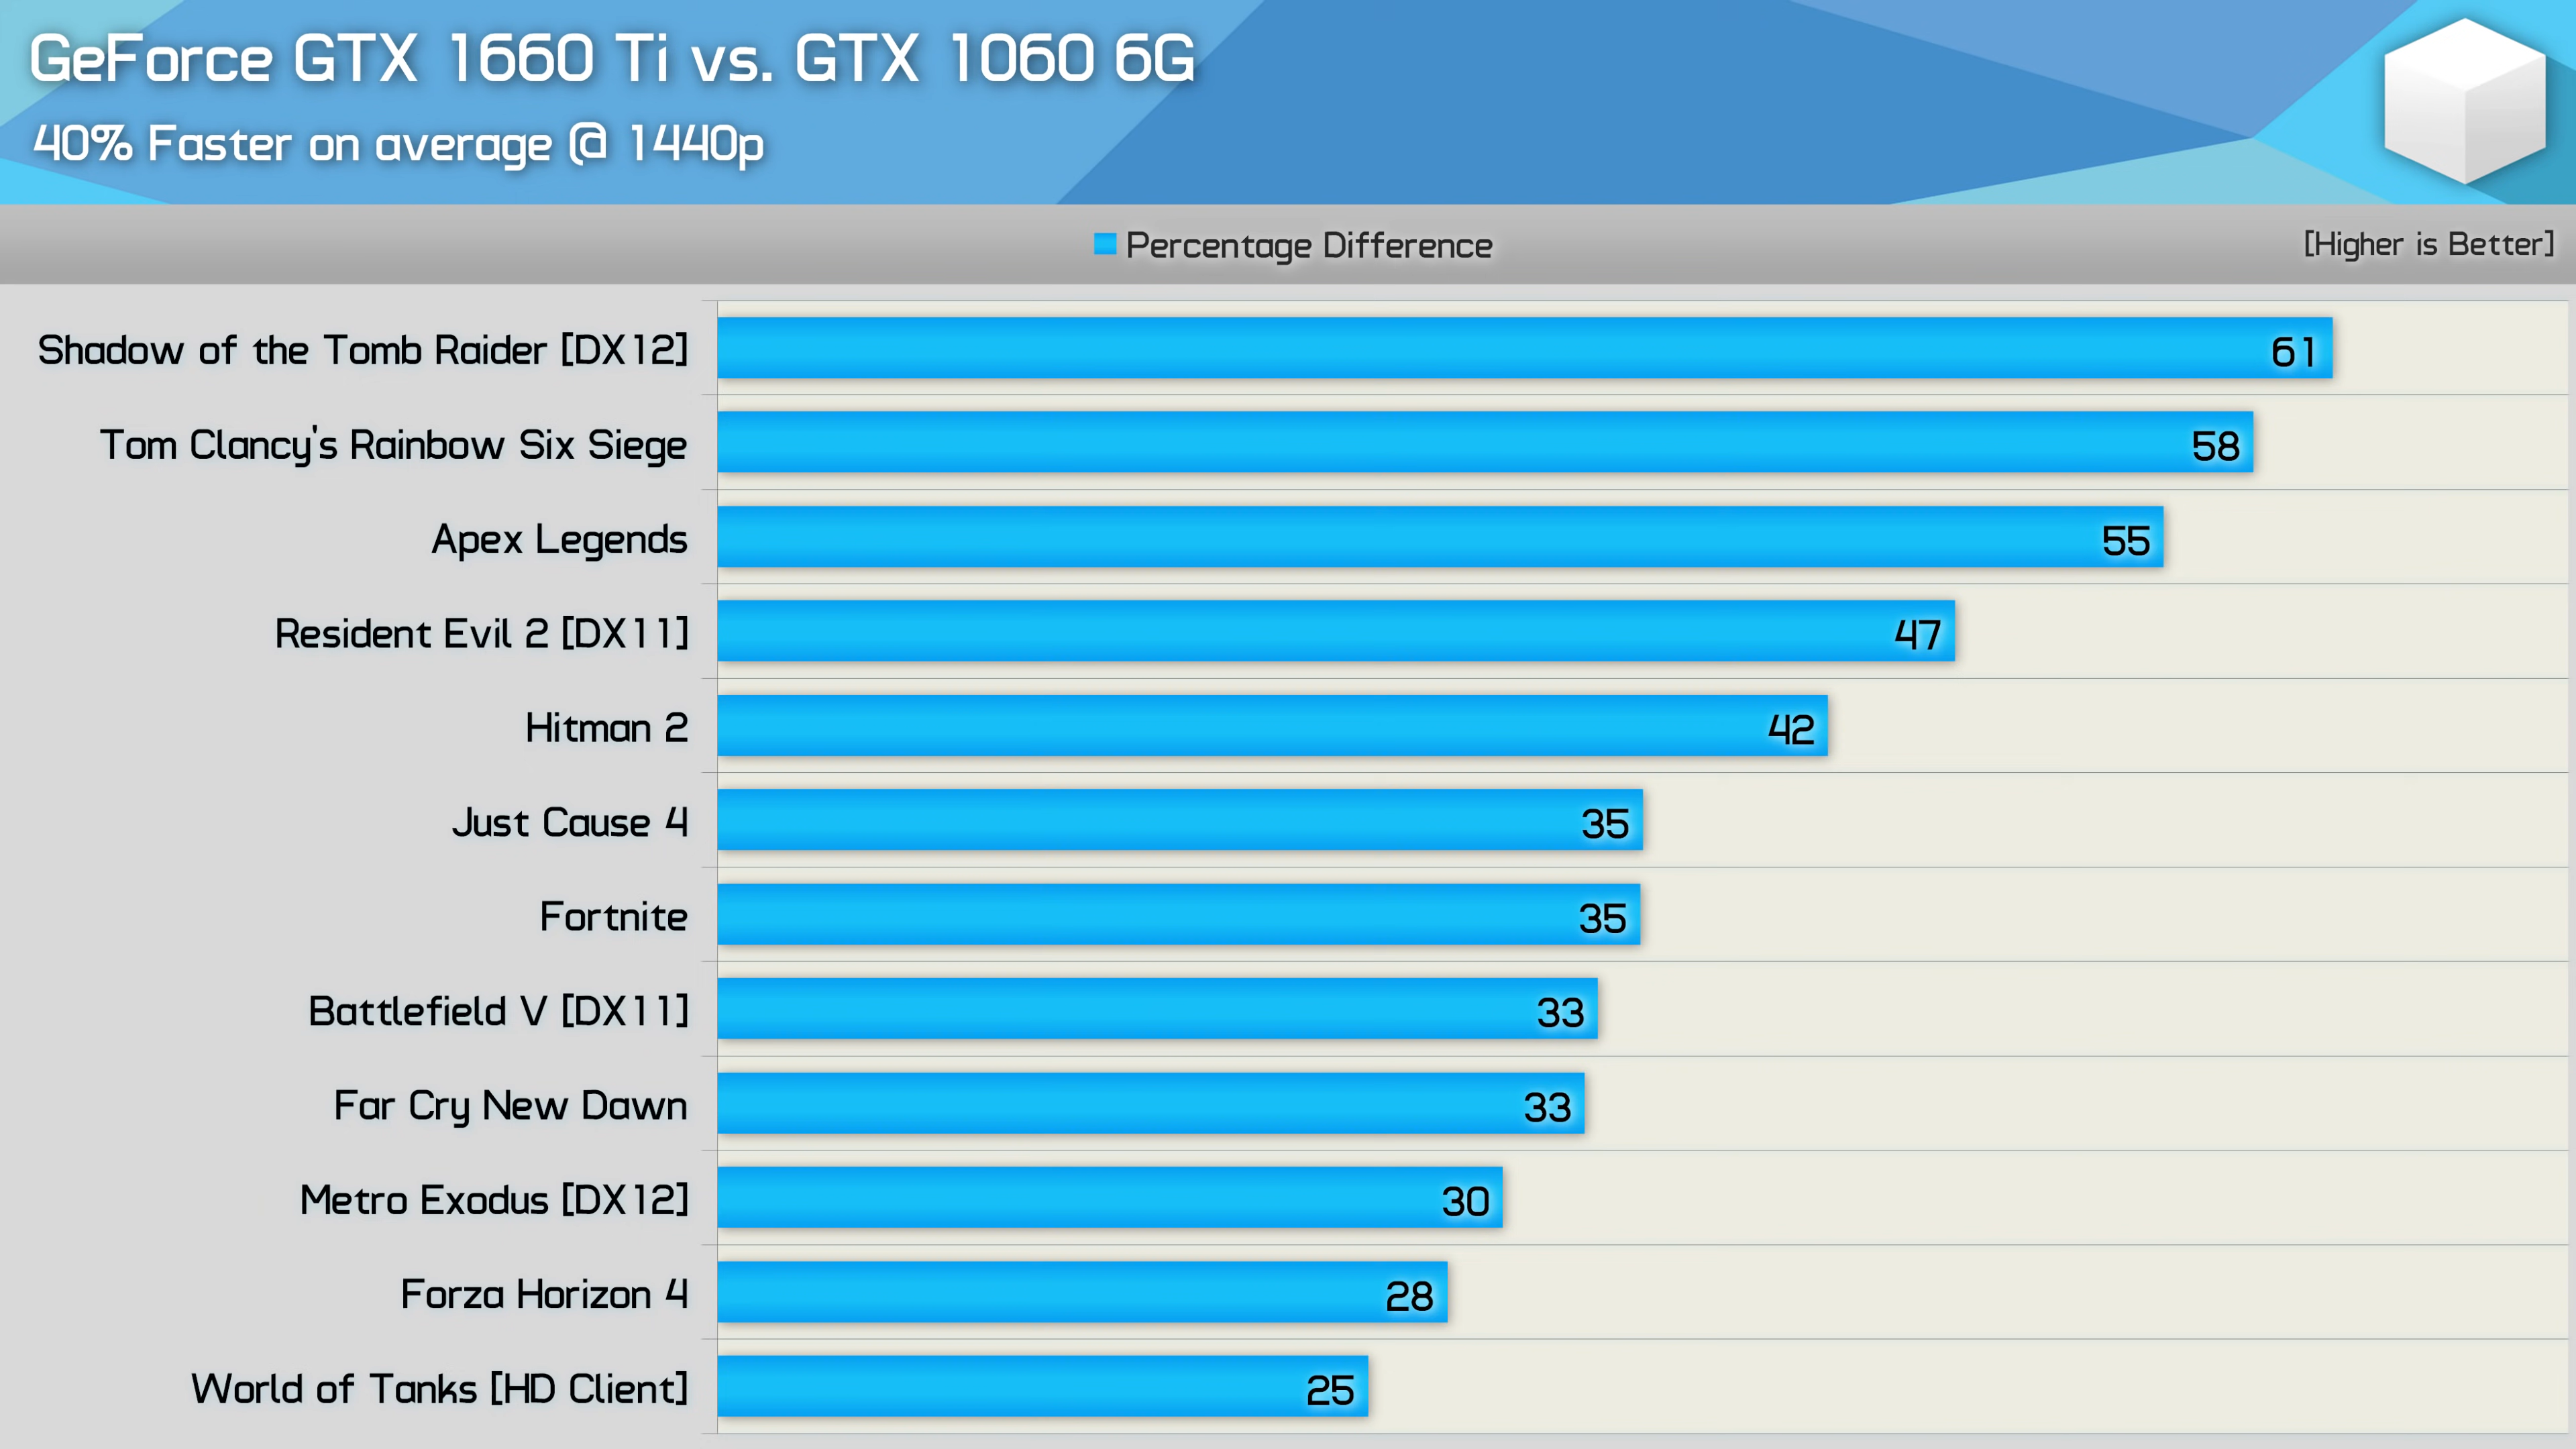 GeForce GTX 1660 Ti vs. GTX 1060 6G
40% Faster on average @ 1440p
Percentage Difference
[Higher is Better]
Shadow of the Tomb Raider [DX12] 61
Tom Clancy's Rainbow Six Siege 58
Apex Legends 55
Resident Evil 2 [DX11] 47
Hitman 2 42
Just Cause 4 35
Fortnite 35
Battlefield V [DX11] 33
Far Cry New Dawn 33
Metro Exodus [DX12] 30
Forza Horizon 4 28
World of Tanks [HD Client] 25